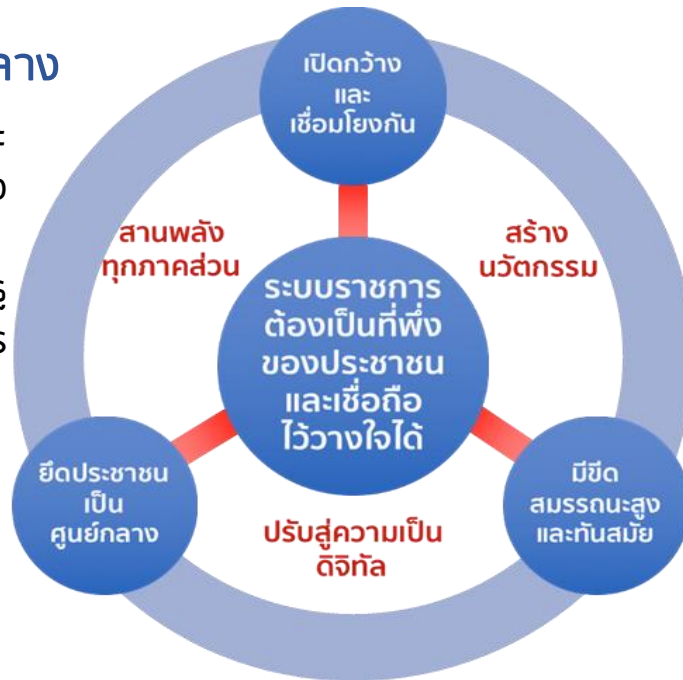 ลาง
เปิดกว้าง
และ
เชื่อมโยงกัน
สานพลัง
ทุกภาคส่วน
สร้าง
นวัตกรรม
ระบบราชการ
ต้องเป็นที่พึ่ง
ของประชาชน
และเชื่อถือ
ไว้วางใจได้
ยึดประชาชน
เป็น
ศูนย์กลาง
มีขีด
สมรรถนะสูง
และทันสมัย
ปรับสู่ความเป็น
ดิจิทัล